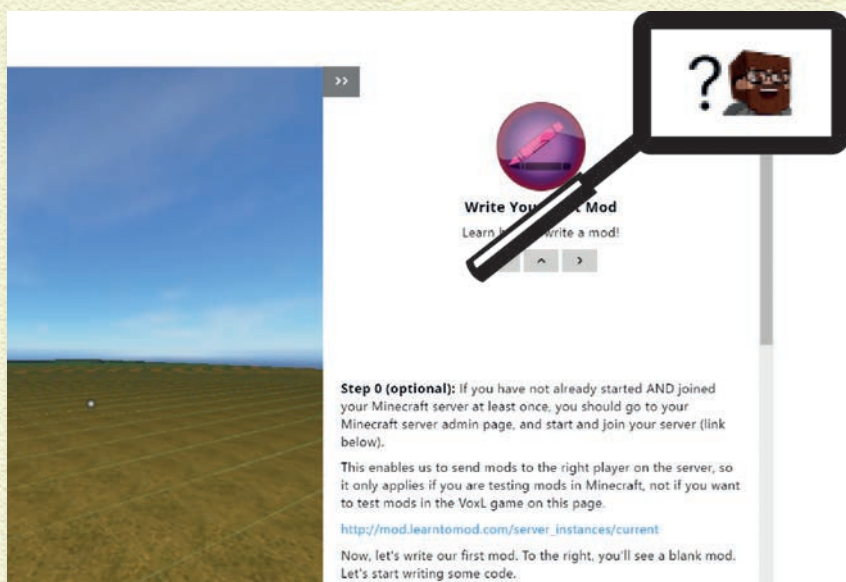 »
?
Write You Mod
Learn write a mod!
Step 0 (optional): If you have not already started AND joined
your Minecraft server at least once, you should go to your
Minecraft server admin page, and start and join your server (link
below).
This enables us to send mods to the right player on the server, so
it only applies if you are testing mods in Minecraft, not if you want
to test mods in the VoxL game on this page.
http://mod.learntomod.com/server_instances/current
Now, let's write our first mod. To the right, you'll see a blank mod.
Let's start writing some code.